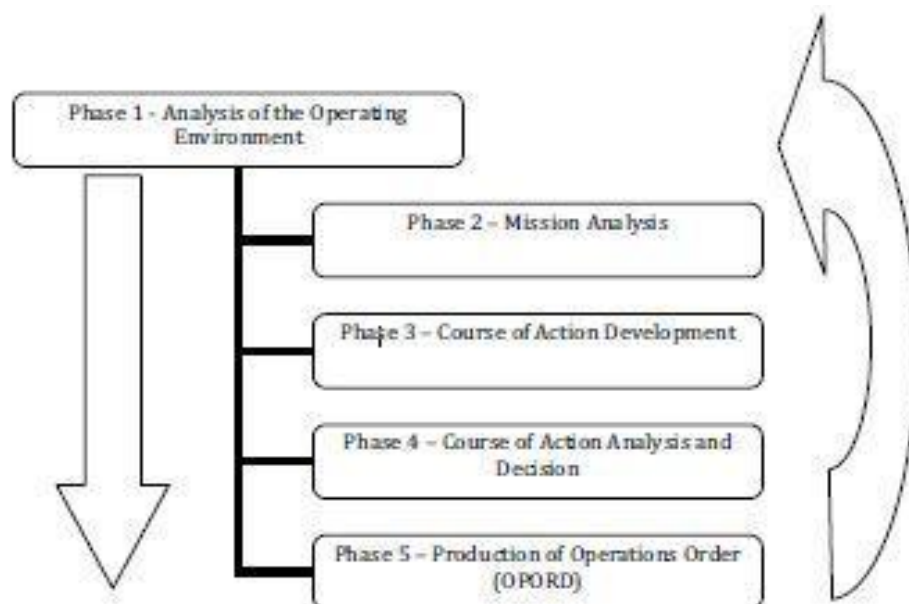 Phase 1 - Analysis of the Operating
Environment
Phase 2 – Mission Analysis
Phase 3 – Course of Action Development
Phase 4 – Course of Action Analysis and
Decision
Phase 5 – Production of Operations Order
(OPORD)